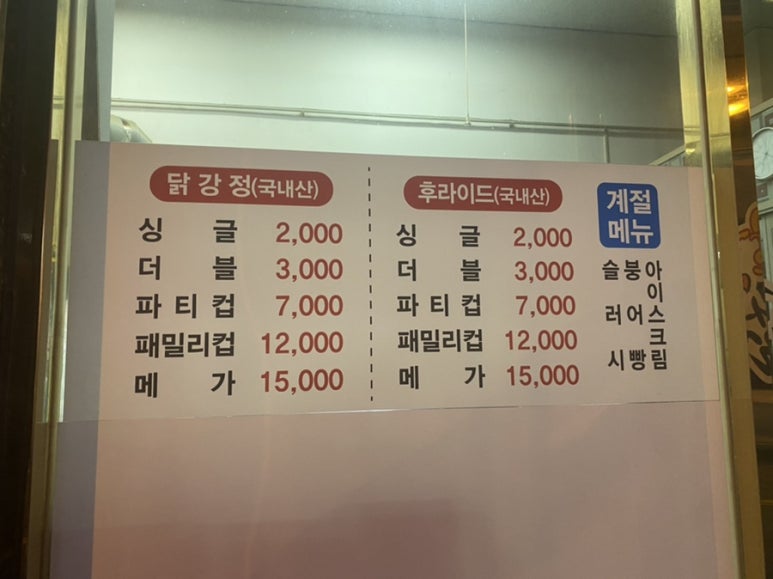 닭강정(국내산)
싱글 2,000
더블 3,000
파티컵 7,000
패밀리컵 12,000
메가 15,000
후라이드(국내산)
싱글 2,000
더블 3,000
파티컵 7,000
패밀리컵 12,000
메가 15,000
계절
메뉴
아이스크림
붕어빵
슬러시